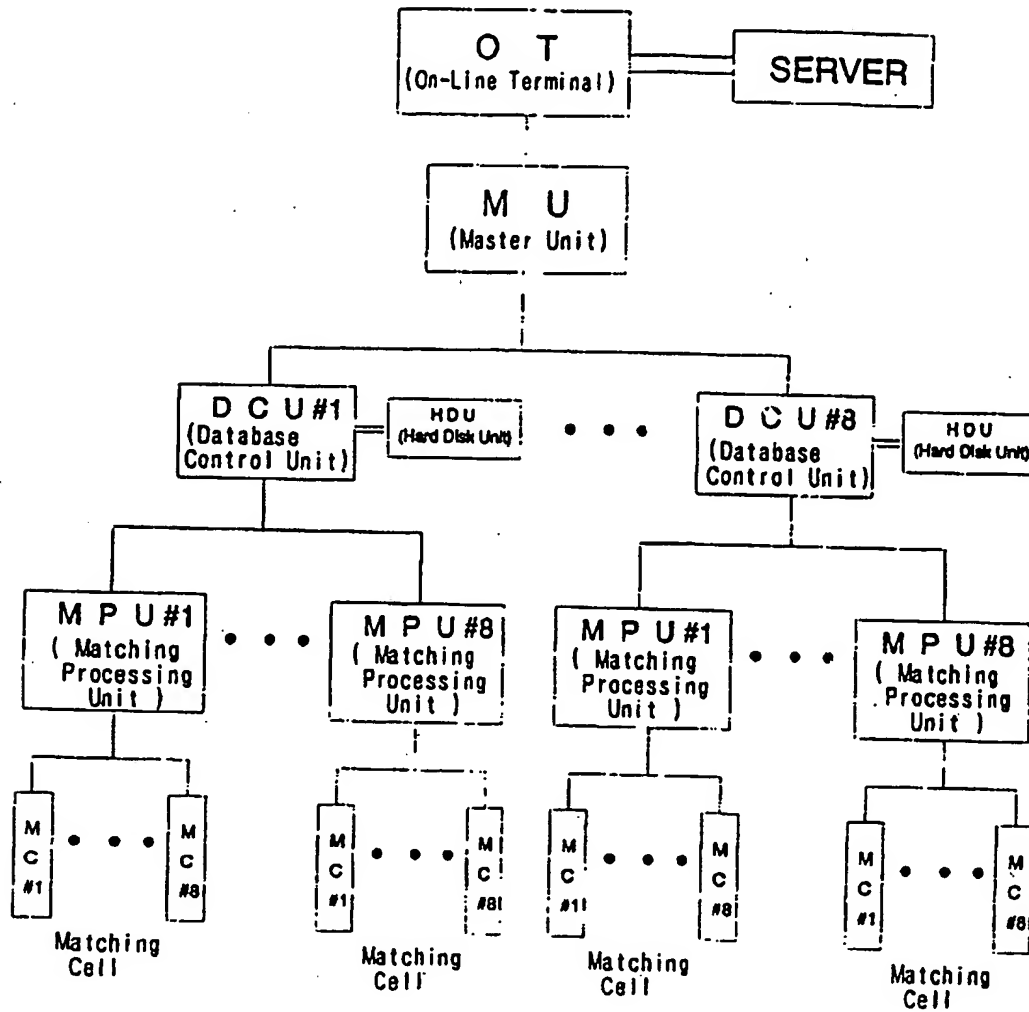 O T
(On-Line Terminal)
SERVER
M U
(Master Unit)
D C U #1
(Database
Control Unit)
HDU
(Hard Disk Unit)
D C U #8
(Database
Control Unit)
HDU
(Hard Disk Unit)
M P U #1
( Matching
Processing
Unit )
M P U #8
( Matching
Processing
Unit )
M P U #1
( Matching
Processing
Unit )
M P U #8
( Matching
Processing
Unit )
M
C
#1
M
C
#8
M
C
#1
M
C
#8
M
C
#1
M
C
#8
M
C
#1
M
C
#8
Matching
Cell
Matching
Cell
Matching
Cell
Matching
Cell